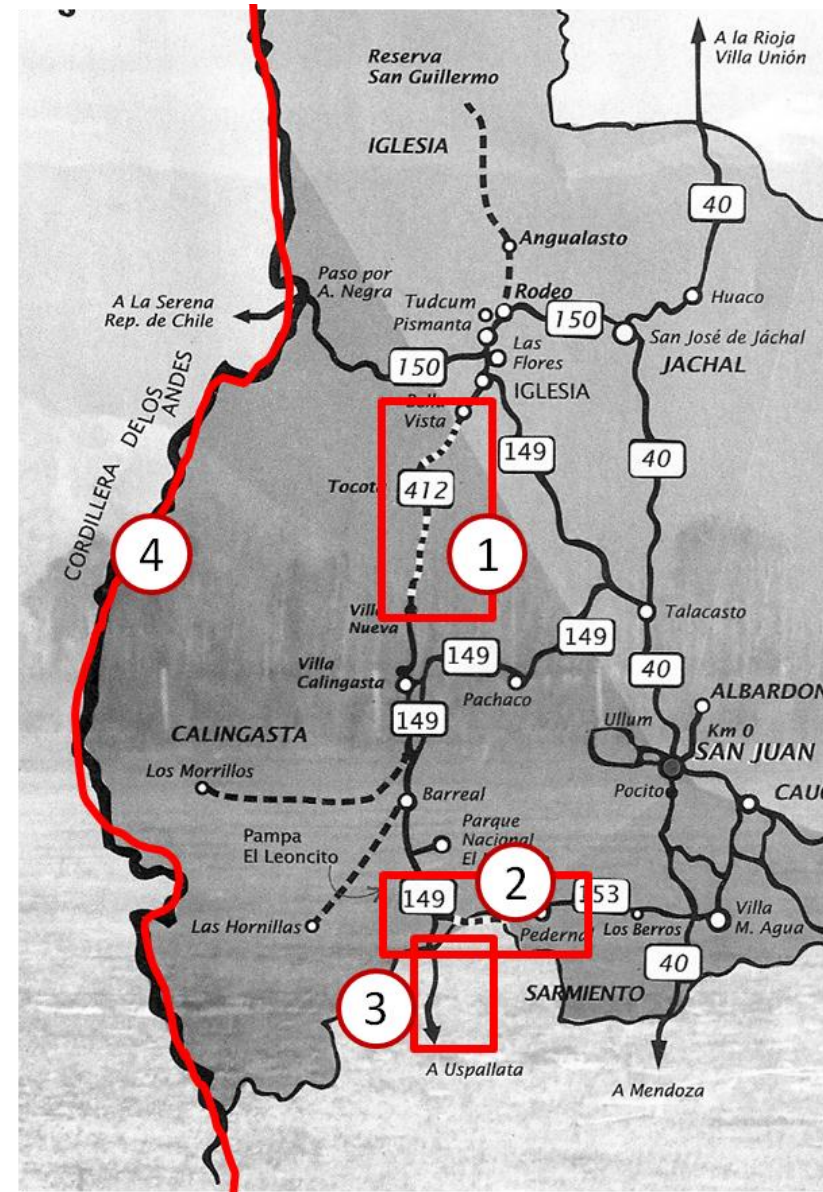 A la Rioja
Villa Unión
Reserva
San Guillermo
IGLESIA
40
Angualasto
Paso por
A. Negra
A La Serena
Rep. de Chile
Tudcum
Pismanta
Rodeo
150
Huaco
San José de Jáchal
JACHAL
Las
Flores
150
IGLESIA
Vista
149
40
CORDILLERA DELOS
ANDES
Tocota
412
4
1
Villa
Nueva
Talacasto
149
149
40
Villa
Calingasta
Pachaco
ALBARDON
149
Ullum
Km 0
SAN JUAN
CALINGASTA
Los Morrillos
Barreal
Pocito
CAUC
Parque
Nacional
El
Pampa
El Leoncito
2
149
153
Villa
M. Agua
Las Hornillas
Los Berros
40
SARMIENTO
3
A Uspallata
A Mendoza